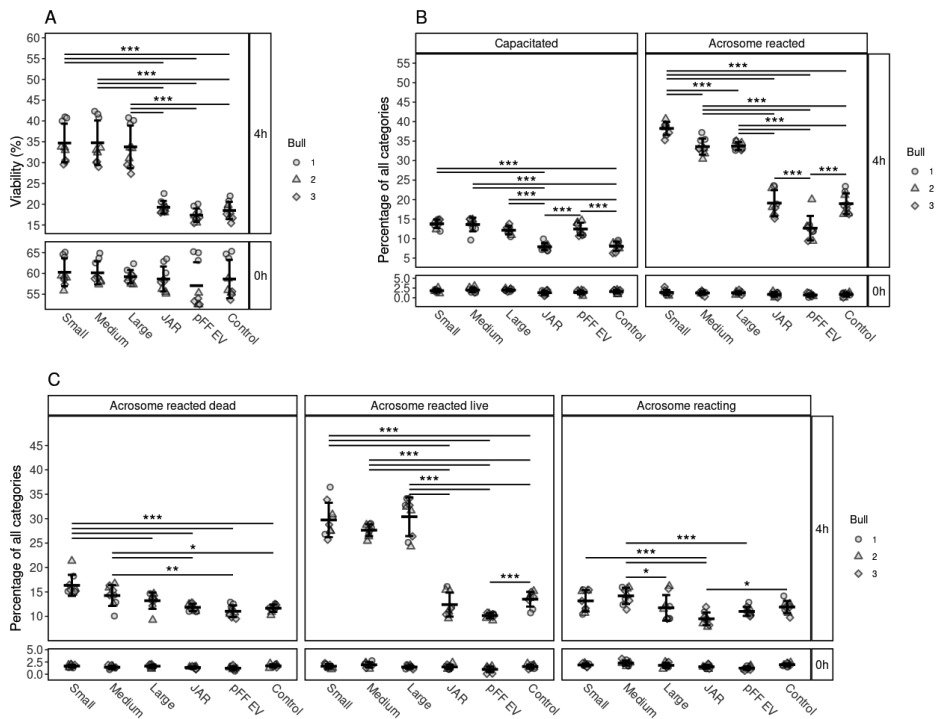 A
60
55
50
45
40
35
30
25
20
15
Viability (%)
***
***
***
4h
65
60
55
0h
Small
Medium
Large
JAR
pFF EV
Control
Bull
1
2
3
B
Capacitated
Acrosome reacted
55
50
45
40
35
30
25
20
15
10
5
Percentage of all categories
***
***
***
***
***
***
***
***
***
***
4h
5.0
2.5
0.0
0h
Small
Medium
Large
JAR
pFF EV
Control
Small
Medium
Large
JAR
pFF EV
Control
Bull
1
2
3
C
Acrosome reacted dead
Acrosome reacted live
Acrosome reacting
45
40
35
30
25
20
15
10
Percentage of all categories
***
*
**
***
***
***
***
***
***
*
*
4h
5.0
2.5
0.0
0h
Small
Medium
Large
JAR
pFF EV
Control
Small
Medium
Large
JAR
pFF EV
Control
Small
Medium
Large
JAR
pFF EV
Control
Bull
1
2
3